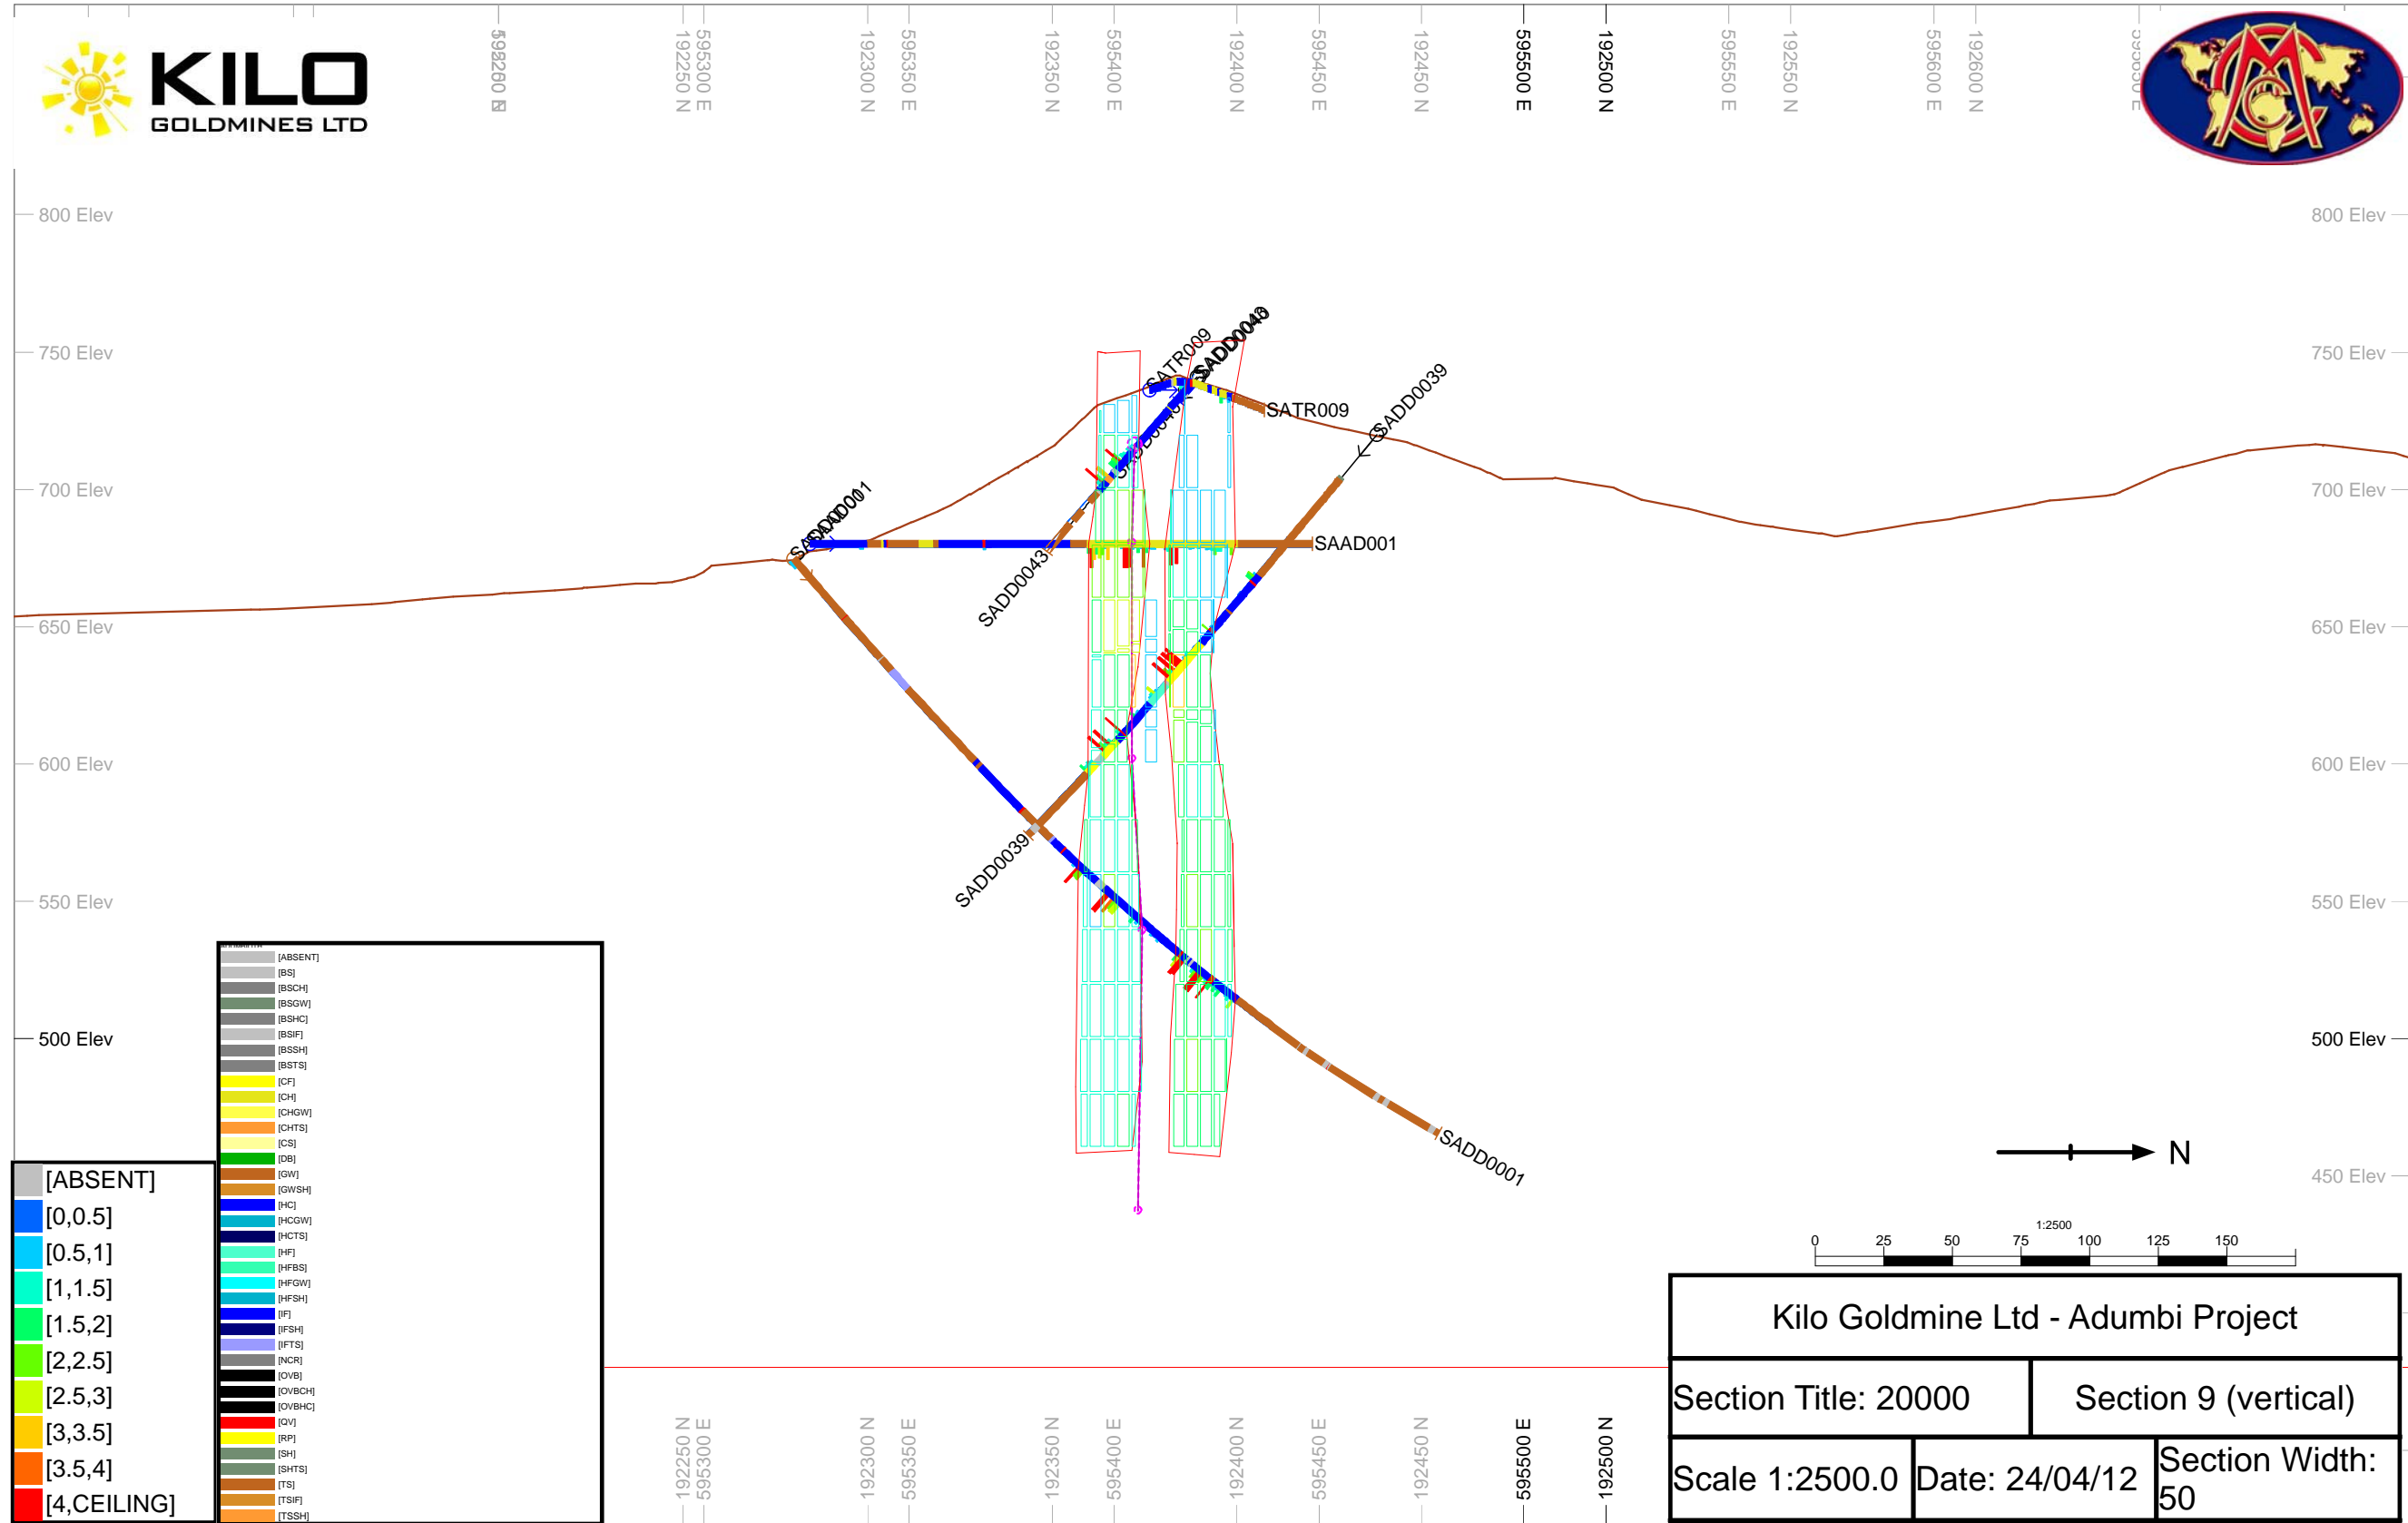 KILO
GOLDMINES LTD
192250 N
595300 E
192300 N
595350 E
192350 N
595400 E
192400 N
595450 E
192450 N
595500 E
192500 N
595550 E
192550 N
595600 E
192600 N
800 Elev
800 Elev
750 Elev
750 Elev
700 Elev
700 Elev
650 Elev
650 Elev
600 Elev
600 Elev
550 Elev
550 Elev
500 Elev
500 Elev
450 Elev
SATR009
SADD0043
SADD0039
SATR009
SADD0001
SAAD001
SAAD001
SADD0043
SADD0039
SADD0001
N
1:2500
0 25 50 75 100 125 150
[ABSENT]
[BS]
[BSCH]
[BSGW]
[BSHC]
[BSIF]
[BSSH]
[BSTS]
[CF]
[CH]
[CHGW]
[CHTS]
[CS]
[DB]
[GW]
[GWSH]
[HC]
[HCGW]
[HCTS]
[HF]
[HFBS]
[HFGW]
[HFSH]
[IF]
[IFSH]
[IFTS]
[NCR]
[OVB]
[OVBCH]
[OVBHC]
[QV]
[RP]
[SH]
[SHTS]
[TS]
[TSIF]
[TSSH]
[ABSENT]
[0,0.5]
[0.5,1]
[1,1.5]
[1.5,2]
[2,2.5]
[2.5,3]
[3,3.5]
[3.5,4]
[4,CEILING]
192250 N
595300 E
192300 N
595350 E
192350 N
595400 E
192400 N
595450 E
192450 N
595500 E
192500 N
Kilo Goldmine Ltd - Adumbi Project
Section Title: 20000
Section 9 (vertical)
Scale 1:2500.0
Date: 24/04/12
Section Width:
50